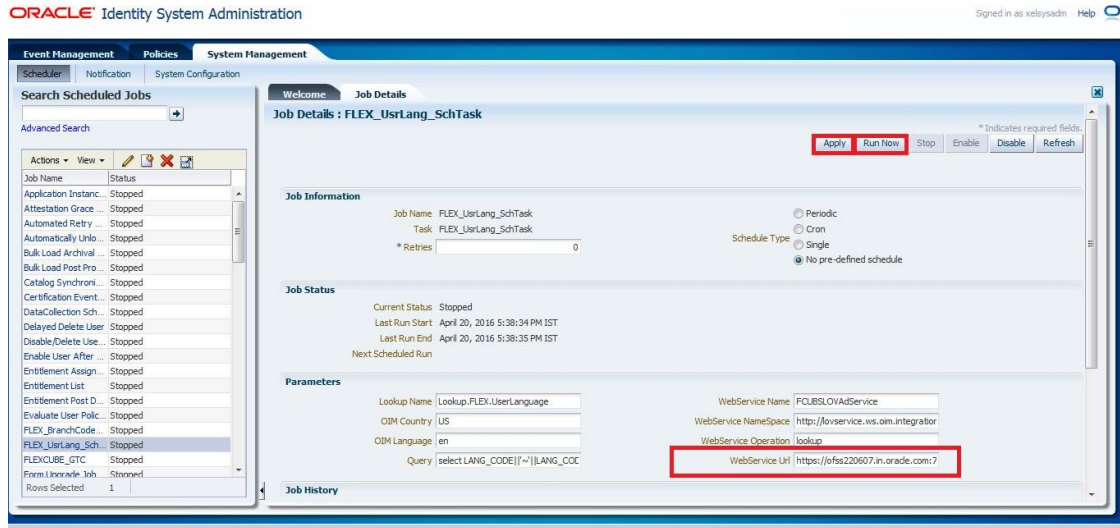 ORACLE Identity System Administration
Signed in as xelsysadm Help
Event Management Policies System Management
Scheduler Notification System Configuration
Search Scheduled Jobs
Advanced Search
Actions View
Job Name Status
Application Instanc... Stopped
Attestation Grace ... Stopped
Automated Retry ... Stopped
Automatically Unlo... Stopped
Bulk Load Archival ... Stopped
Bulk Load Post Pro... Stopped
Catalog Synchroni... Stopped
Certification Event... Stopped
DataCollection Sch... Stopped
Delayed Delete User Stopped
Disable/Delete Use... Stopped
Enable User After ... Stopped
Entitlement Assign... Stopped
Entitlement List Stopped
Entitlement Post D... Stopped
Evaluate User Polic... Stopped
FLEX_BranchCode... Stopped
FLEX_UsrLang_Sch... Stopped
FLEXCUBE_GTC Stopped
Form Upgrade Job Stopped
Rows Selected 1
Welcome Job Details
Job Details : FLEX_UsrLang_SchTask
* Indicates required fields.
Apply Run Now Stop Enable Disable Refresh
Job Information
Job Name FLEX_UsrLang_SchTask
Task FLEX_UsrLang_SchTask
* Retries 0
Schedule Type
Periodic
Cron
Single
No pre-defined schedule
Job Status
Current Status Stopped
Last Run Start April 20, 2016 5:38:34 PM IST
Last Run End April 20, 2016 5:38:35 PM IST
Next Scheduled Run
Parameters
Lookup Name Lookup.FLEX.UserLanguage
OIM Country US
OIM Language en
Query select LANG_CODE||'~'||LANG_COD
WebService Name FCUBSLOVAdService
WebService NameSpace http://lovservice.ws.oim.integration
WebService Operation lookup
WebService Url https://ofss220607.in.oracle.com:7
Job History